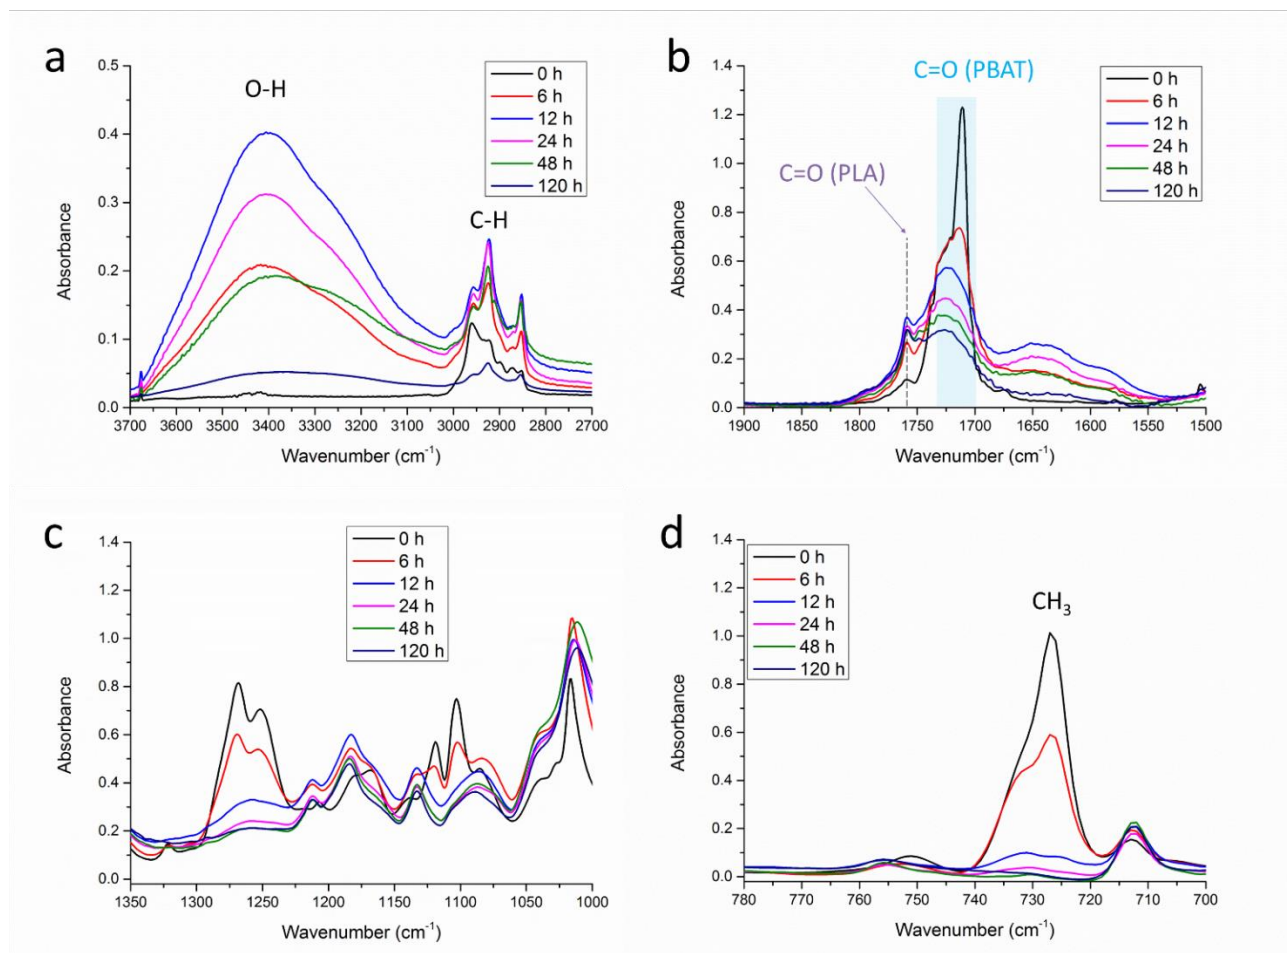 a
O-H
C-H
0 h
6 h
12 h
24 h
48 h
120 h
0.5
0.4
0.3
0.2
0.1
0.0
Absorbance
3700 3600 3500 3400 3300 3200 3100 3000 2900 2800 2700
Wavenumber (cm⁻¹)
b
C=O (PBAT)
C=O (PLA)
0 h
6 h
12 h
24 h
48 h
120 h
1.4
1.2
1.0
0.8
0.6
0.4
0.2
0.0
Absorbance
1900 1850 1800 1750 1700 1650 1600 1550 1500
Wavenumber (cm⁻¹)
c
0 h
6 h
12 h
24 h
48 h
120 h
1.4
1.2
1.0
0.8
0.6
0.4
0.2
0.0
Absorbance
1350 1300 1250 1200 1150 1100 1050 1000
Wavenumber (cm⁻¹)
d
0 h
6 h
12 h
24 h
48 h
120 h
CH₃
1.4
1.2
1.0
0.8
0.6
0.4
0.2
0.0
Absorbance
780 770 760 750 740 730 720 710 700
Wavenumber (cm⁻¹)